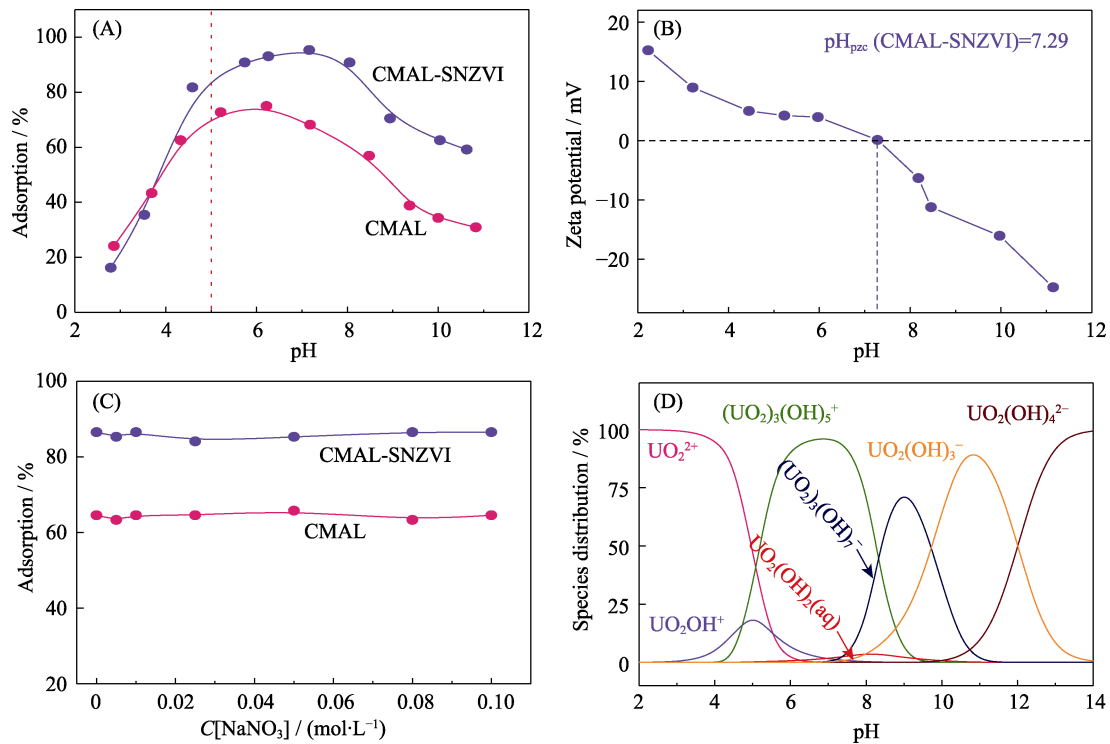 (A)
100
80
60
40
20
0
Adsorption / %
CMAL-SNZVI
CMAL
2
4
6
8
10
12
pH
(B)
20
10
0
−10
−20
Zeta potential / mV
pHpzc (CMAL-SNZVI)=7.29
2
4
6
8
10
12
pH
(C)
100
80
60
40
20
Adsorption / %
CMAL-SNZVI
CMAL
0
0.02
0.04
0.06
0.08
0.10
C[NaNO₃] / (mol·L⁻¹)
(D)
100
75
50
25
0
Species distribution / %
(UO₂)₃(OH)₅⁺
UO₂(OH)₄²⁻
UO₂²⁺
UO₂(OH)₃⁻
(UO₂)₃(OH)₇⁻
UO₂(OH)₂(aq)
UO₂OH⁺
2
4
6
8
10
12
14
pH